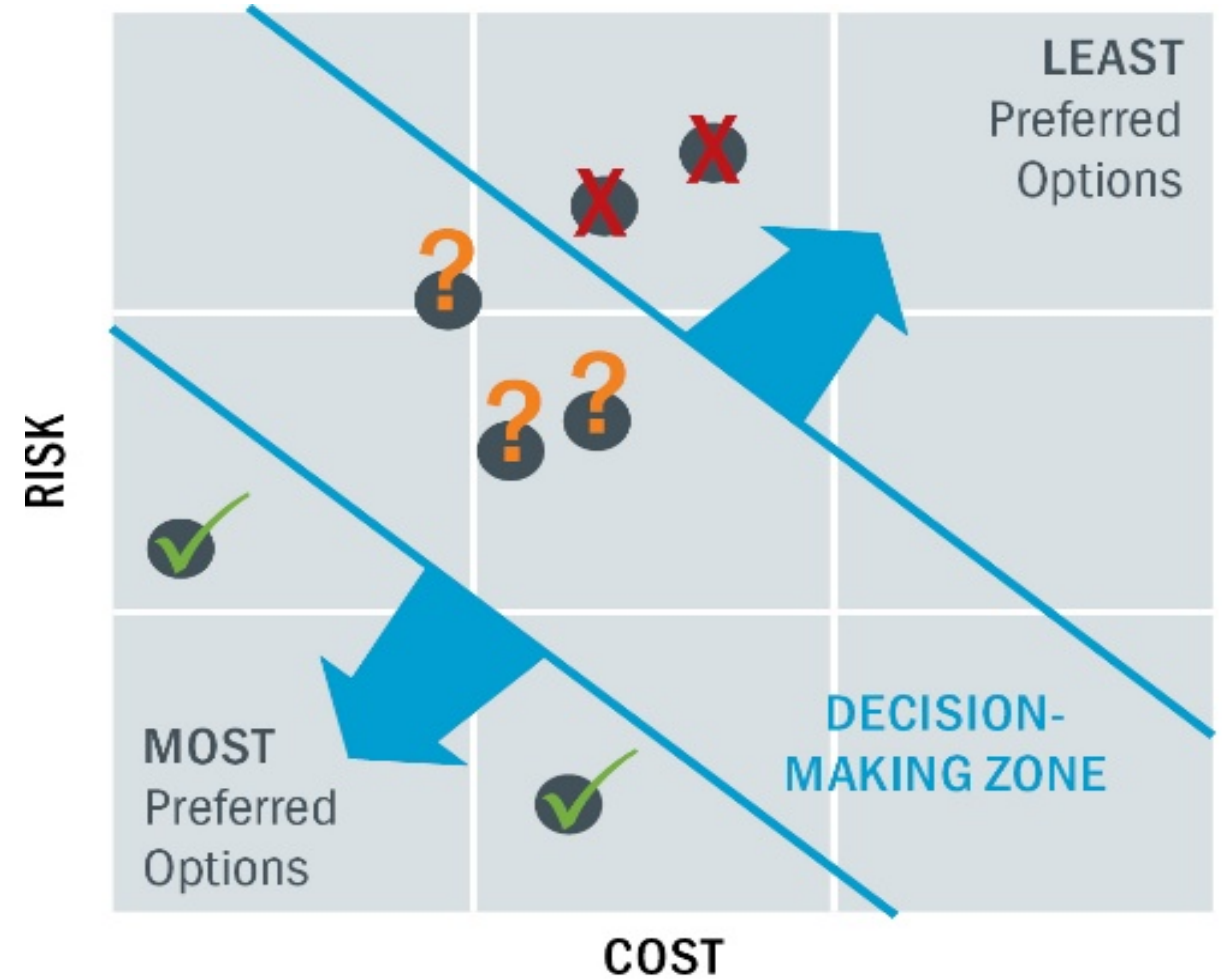 LEAST
Preferred
Options
X
X
?
?
?
RISK
DECISION-
MAKING ZONE
MOST
Preferred
Options
COST